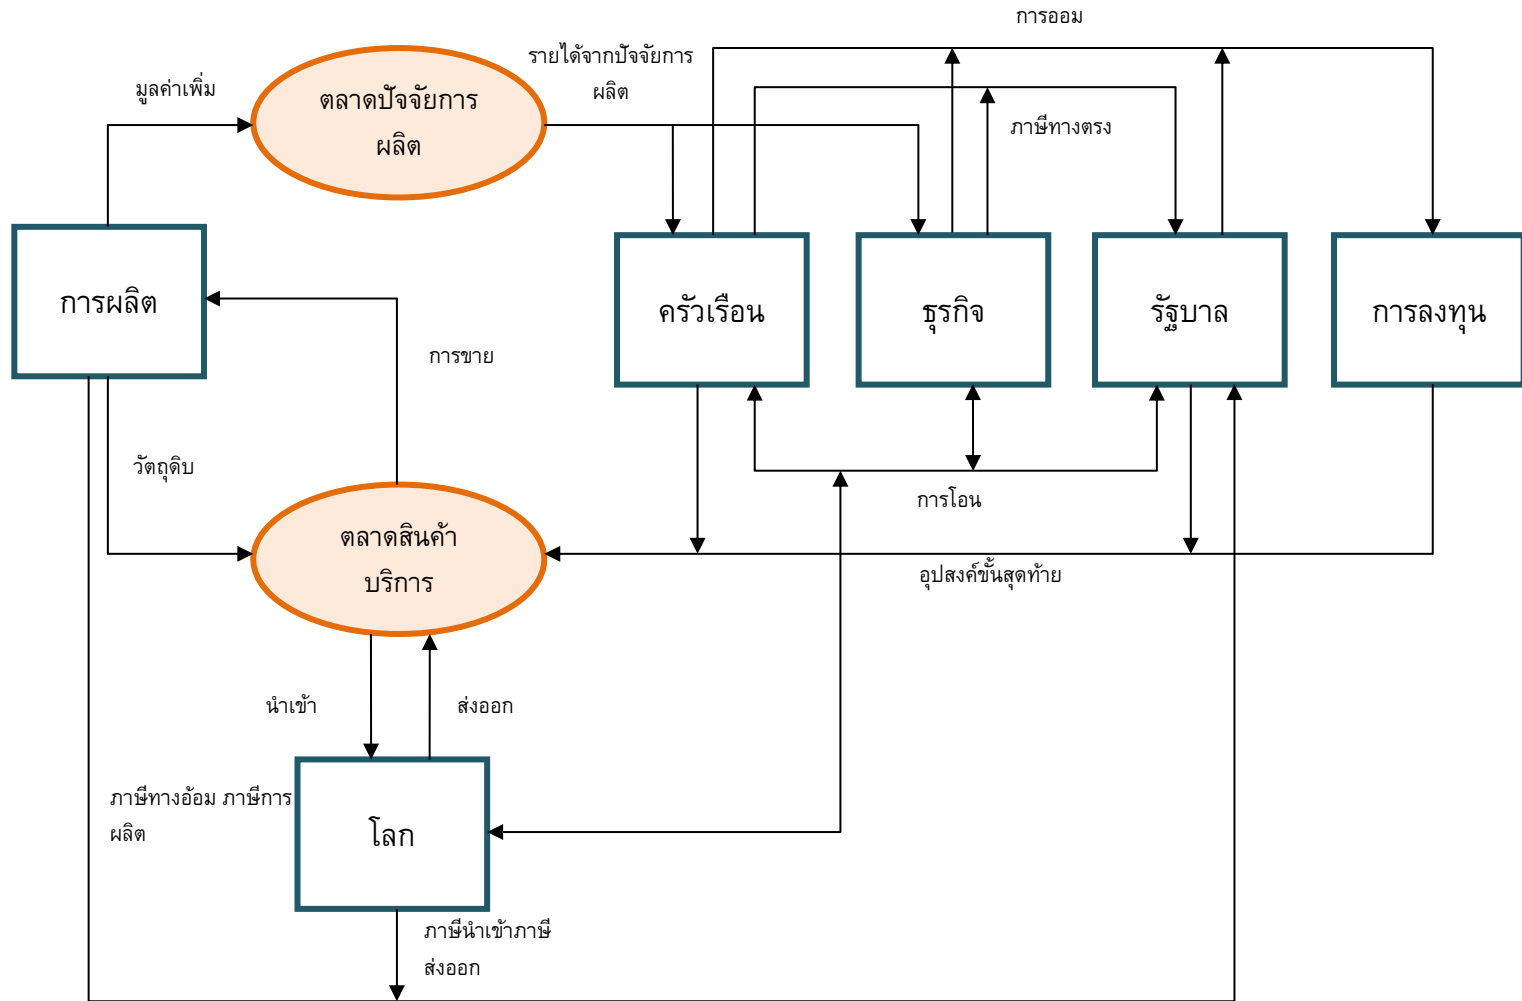 การออม
รายได้จากปัจจัยการ
ผลิต
มูลค่าเพิ่ม
ตลาดปัจจัยการ
ผลิต
ภาษีทางตรง
การผลิต
ครัวเรือน
ธุรกิจ
รัฐบาล
การลงทุน
การขาย
วัตถุดิบ
การโอน
ตลาดสินค้า
บริการ
อุปสงค์ขั้นสุดท้าย
นำเข้า
ส่งออก
ภาษีทางอ้อม ภาษีการ
ผลิต
โลก
ภาษีนำเข้าภาษี
ส่งออก